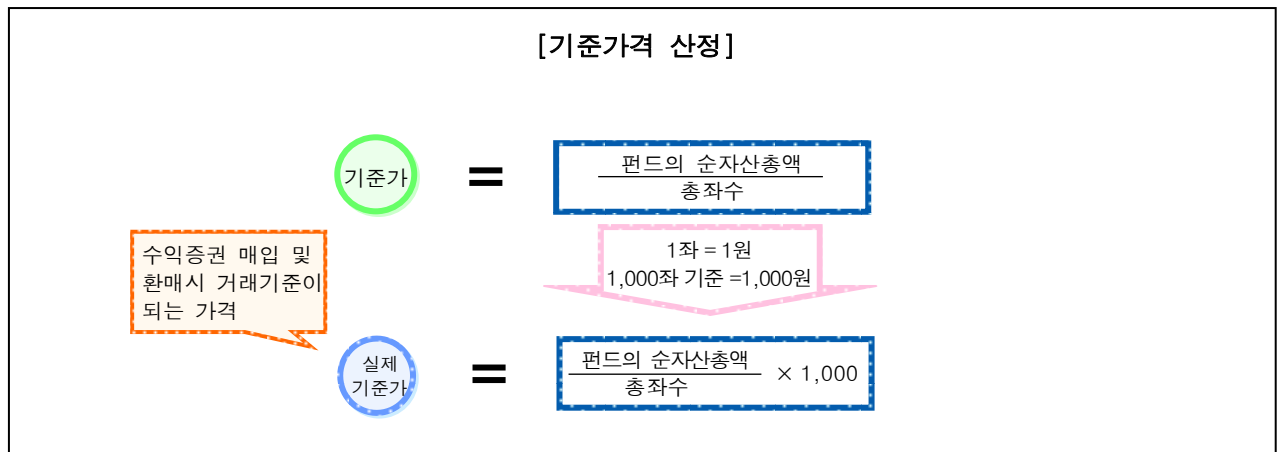 [기준가격 산정]
기준가
=
펀드의 순자산총액
총좌수
수익증권 매입 및
환매시 거래기준이
되는 가격
1좌 = 1원
1,000좌 기준 =1,000원
실제
기준가
=
펀드의 순자산총액
총좌수
× 1,000